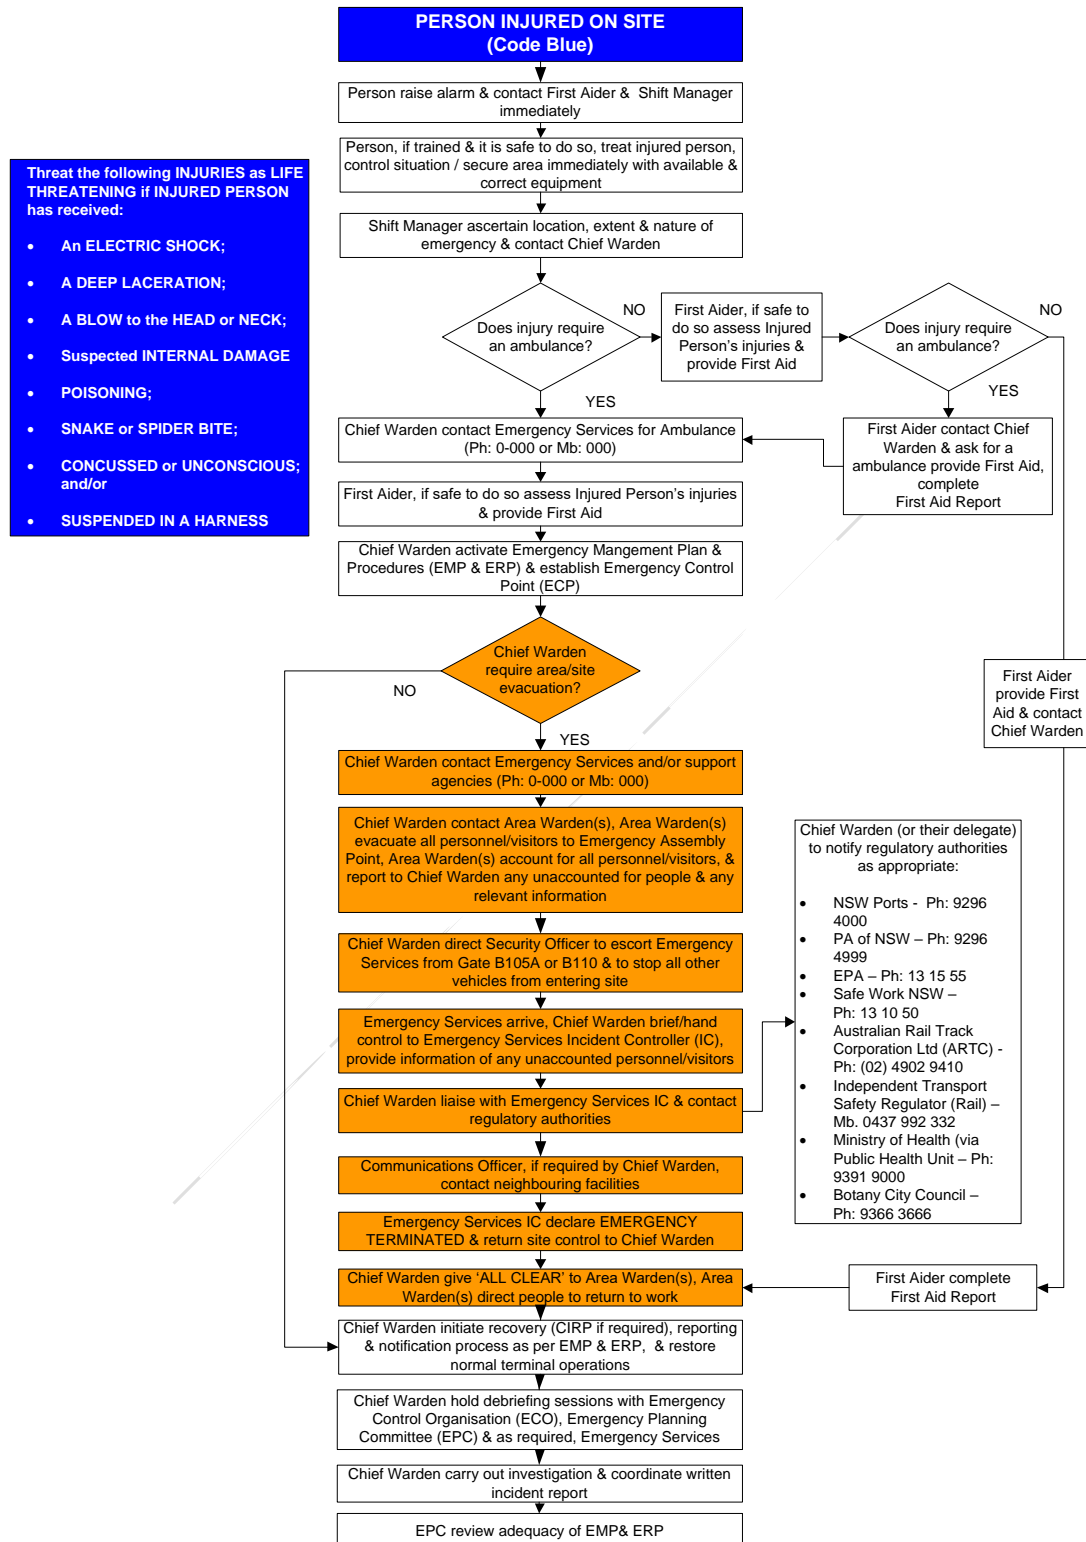 PERSON INJURED ON SITE
(Code Blue)
Person raise alarm & contact First Aider & Shift Manager
immediately
Person, if trained & it is safe to do so, treat injured person,
control situation / secure area immediately with available &
correct equipment
Threat the following INJURIES as LIFE
THREATENING if INJURED PERSON
has received:
• An ELECTRIC SHOCK;
• A DEEP LACERATION;
• A BLOW to the HEAD or NECK;
• Suspected INTERNAL DAMAGE
• POISONING;
• SNAKE or SPIDER BITE;
• CONCUSSED or UNCONSCIOUS;
and/or
• SUSPENDED IN A HARNESS
Shift Manager ascertain location, extent & nature of
emergency & contact Chief Warden
Does injury require
an ambulance?
NO
First Aider, if safe to
do so assess Injured
Person's injuries &
provide First Aid
Does injury require
an ambulance?
NO
YES
YES
Chief Warden contact Emergency Services for Ambulance
(Ph: 0-000 or Mb: 000)
First Aider contact Chief
Warden & ask for a
ambulance provide First Aid,
complete
First Aid Report
First Aider, if safe to do so assess Injured Person's injuries
& provide First Aid
Chief Warden activate Emergency Mangement Plan &
Procedures (EMP & ERP) & establish Emergency Control
Point (ECP)
Chief Warden
require area/site
evacuation?
NO
YES
First Aider
provide First
Aid & contact
Chief Warden
Chief Warden contact Emergency Services and/or support
agencies (Ph: 0-000 or Mb: 000)
Chief Warden contact Area Warden(s), Area Warden(s)
evacuate all personnel/visitors to Emergency Assembly
Point, Area Warden(s) account for all personnel/visitors, &
report to Chief Warden any unaccounted for people & any
relevant information
Chief Warden direct Security Officer to escort Emergency
Services from Gate B105A or B110 & to stop all other
vehicles from entering site
Emergency Services arrive, Chief Warden brief/hand
control to Emergency Services Incident Controller (IC),
provide information of any unaccounted personnel/visitors
Chief Warden liaise with Emergency Services IC & contact
regulatory authorities
Chief Warden (or their delegate)
to notify regulatory authorities
as appropriate:
• NSW Ports - Ph: 9296
4000
• PA of NSW – Ph: 9296
4999
• EPA – Ph: 13 15 55
• Safe Work NSW –
Ph: 13 10 50
• Australian Rail Track
Corporation Ltd (ARTC) -
Ph: (02) 4902 9410
• Independent Transport
Safety Regulator (Rail) –
Mb. 0437 992 332
• Ministry of Health (via
Public Health Unit – Ph:
9391 9000
• Botany City Council –
Ph: 9366 3666
Communications Officer, if required by Chief Warden,
contact neighbouring facilities
Emergency Services IC declare EMERGENCY
TERMINATED & return site control to Chief Warden
Chief Warden give 'ALL CLEAR' to Area Warden(s), Area
Warden(s) direct people to return to work
First Aider complete
First Aid Report
Chief Warden initiate recovery (CIRP if required), reporting
& notification process as per EMP & ERP, & restore
normal terminal operations
Chief Warden hold debriefing sessions with Emergency
Control Organisation (ECO), Emergency Planning
Committee (EPC) & as required, Emergency Services
Chief Warden carry out investigation & coordinate written
incident report
EPC review adequacy of EMP& ERP